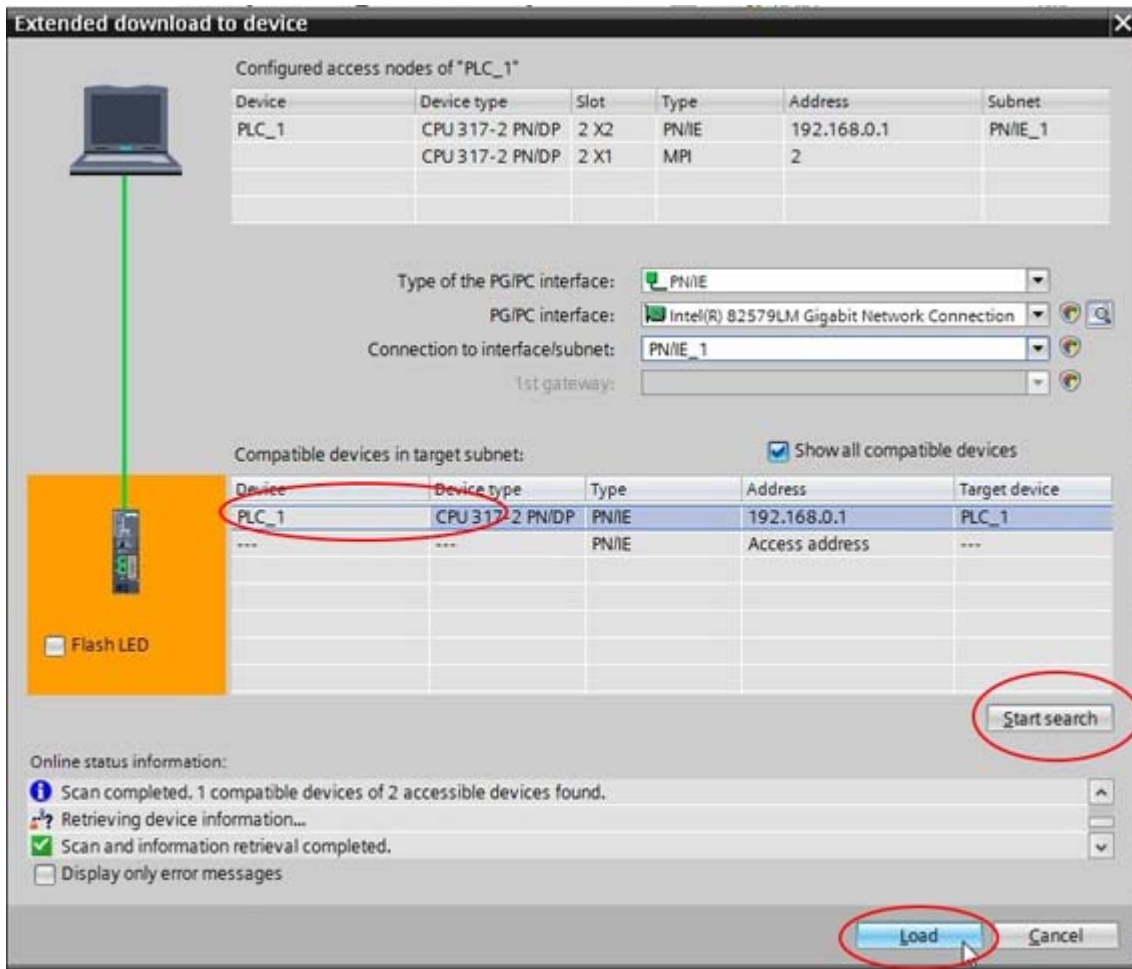 Extended download to device
Configured access nodes of "PLC_1"
Device Device type Slot Type Address Subnet
PLC_1 CPU 317-2 PN/DP 2 X2 PN/IE 192.168.0.1 PN/IE_1
CPU 317-2 PN/DP 2 X1 MPI 2
Type of the PG/PC interface: PN/IE
PG/PC interface: Intel(R) 82579LM Gigabit Network Connection
Connection to interface/subnet: PN/IE_1
1st gateway:
Compatible devices in target subnet: Show all compatible devices
Device Device type Type Address Target device
PLC_1 CPU 317-2 PN/DP PN/IE 192.168.0.1 PLC_1
--- --- PN/IE Access address ---
Flash LED
Start search
Online status information:
Scan completed. 1 compatible devices of 2 accessible devices found.
Retrieving device information...
Scan and information retrieval completed.
Display only error messages
Load Cancel